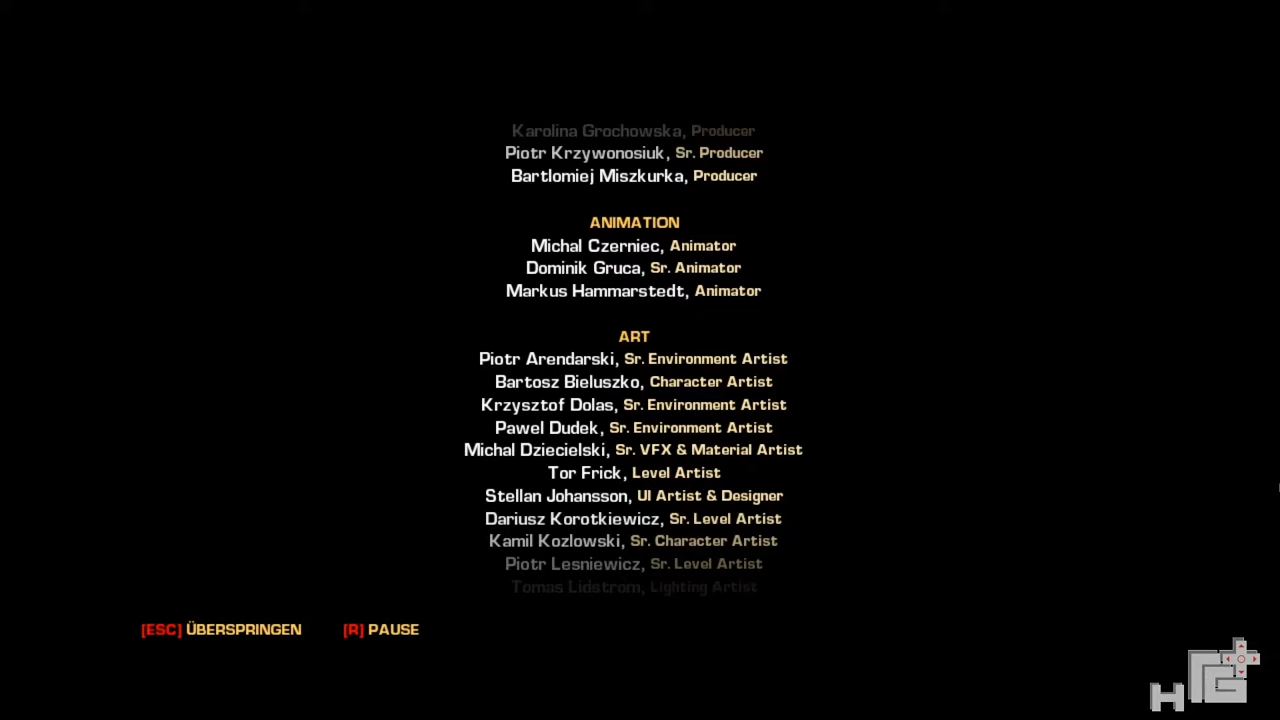 Karolina Grochowska, Producer
Piotr Krzywonosiuk, Sr. Producer
Bartlomiej Miszkurka, Producer
ANIMATION
Michal Czerniec, Animator
Dominik Gruca, Sr. Animator
Markus Hammarstedt, Animator
ART
Piotr Arendarski, Sr. Environment Artist
Bartosz Bieluszko, Character Artist
Krzysztof Dolas, Sr. Environment Artist
Pawel Dudek, Sr. Environment Artist
Michal Dziecielski, Sr. VFX & Material Artist
Tor Frick, Level Artist
Stellan Johansson, UI Artist & Designer
Dariusz Korotkiewicz, Sr. Level Artist
Kamil Kozlowski, Sr. Character Artist
Piotr Lesniewicz, Sr. Level Artist
Tomas Lidstrom, Lighting Artist
[ESC] ÜBERSPRINGEN [R] PAUSE